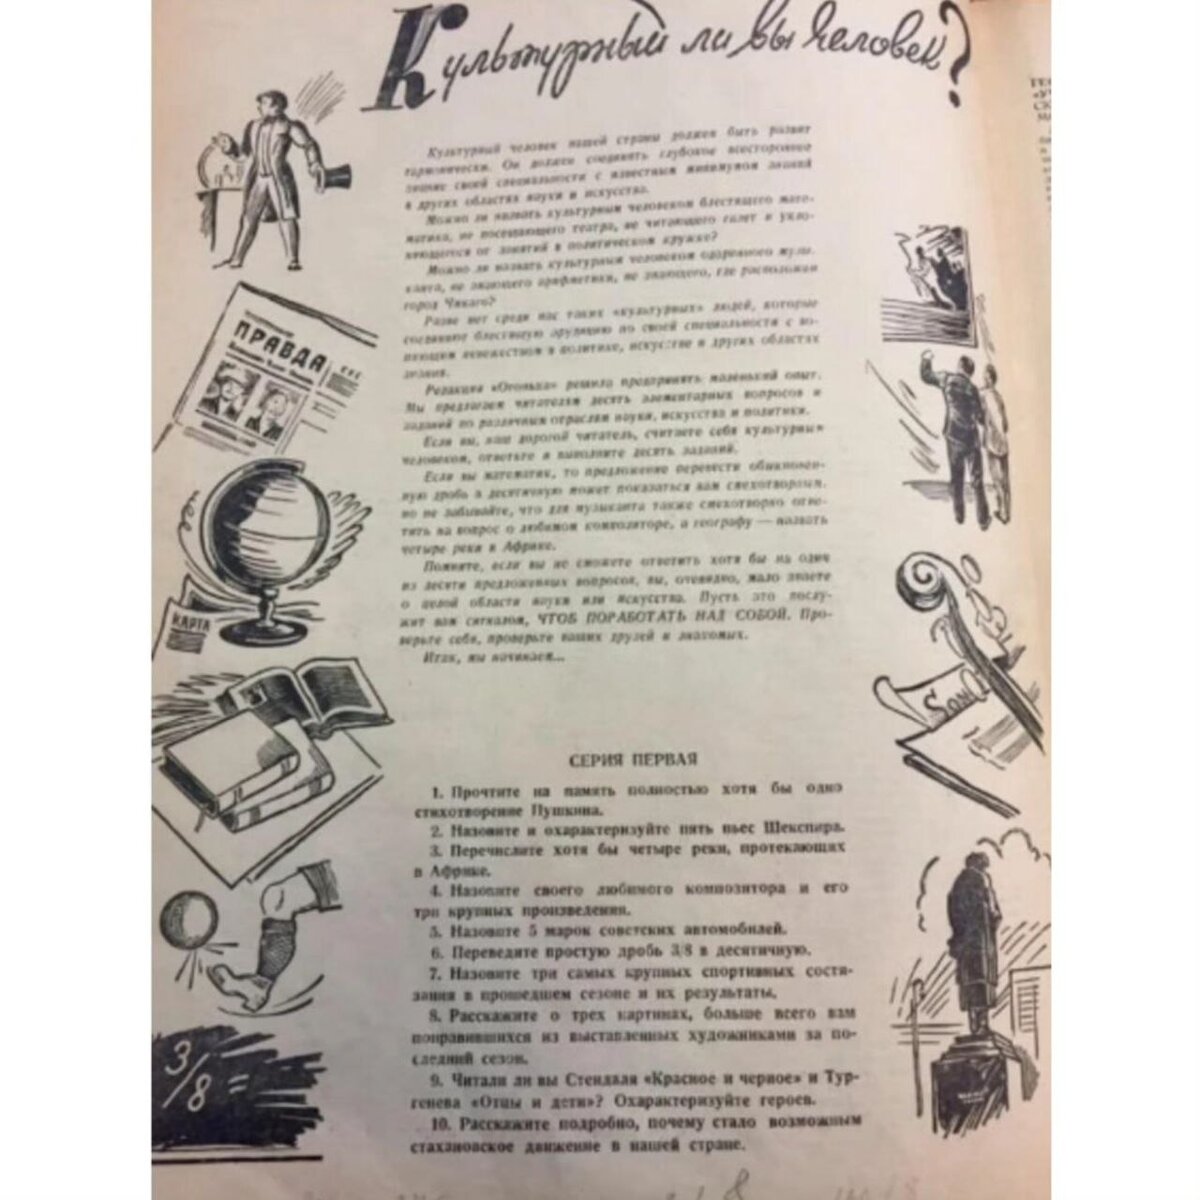 Культурный ли вы человек?
Культурный человек нашей страны должен быть развит
гармонически. Он должен соединять глубокое всестороннее
знание своей специальности с известным минимумом знаний
в других областях науки и искусства.
Можно ли назвать культурным человеком блестящего мате-
матика, не посещающего театра, не читающего газет и укло-
няющегося от занятий в политическом кружке?
Можно ли назвать культурным человеком одаренного музы-
канта, не знающего арифметики, не знающего, где расположен
город Чикаго?
Разве нет среди нас таких «культурных» людей, которые
соединяют блестящую эрудицию по своей специальности с во-
пиющим невежеством в политике, искусстве и других областях
знания.
Редакция «Огонька» решила предпринять маленький опыт.
Мы предлагаем читателям десять элементарных вопросов и
заданий по различным отраслям науки, искусства и политики.
Если вы, наш дорогой читатель, считаете себя культурным
человеком, ответьте и выполните десять заданий.
Если вы математик, то предложение перевести обыкновен-
ную дробь в десятичную может показаться вам смехотворным,
но не забывайте, что для музыканта также смехотворно отве-
тить на вопрос о любимом композиторе, а географу — назвать
четыре реки в Африке.
Помните, если вы не сможете ответить хотя бы на один
из десяти предложенных вопросов, вы, очевидно, мало знаете
о целой области науки или искусства. Пусть это послу-
жит вам сигналом, ЧТОБ ПОРАБОТАТЬ НАД СОБОЙ. Про-
верьте себя, проверьте ваших друзей и знакомых.
Итак, мы начинаем...
ПРАВДА
КАРТА
3/8 =
СЕРИЯ ПЕРВАЯ
1. Прочтите на память полностью хотя бы одно
стихотворение Пушкина.
2. Назовите и охарактеризуйте пять пьес Шекспира.
3. Перечислите хотя бы четыре реки, протекающих
в Африке.
4. Назовите своего любимого композитора и его
три крупных произведения.
5. Назовите 5 марок советских автомобилей.
6. Переведите простую дробь 3/8 в десятичную.
7. Назовите три самых крупных спортивных состя-
зания в прошедшем сезоне и их результаты.
8. Расскажите о трех картинах, больше всего вам
понравившихся из выставленных художниками за по-
следний сезон.
9. Читали ли вы Стендаля «Красное и черное» и Тур-
генева «Отцы и дети»? Охарактеризуйте героев.
10. Расскажите подробно, почему стало возможным
стахановское движение в нашей стране.